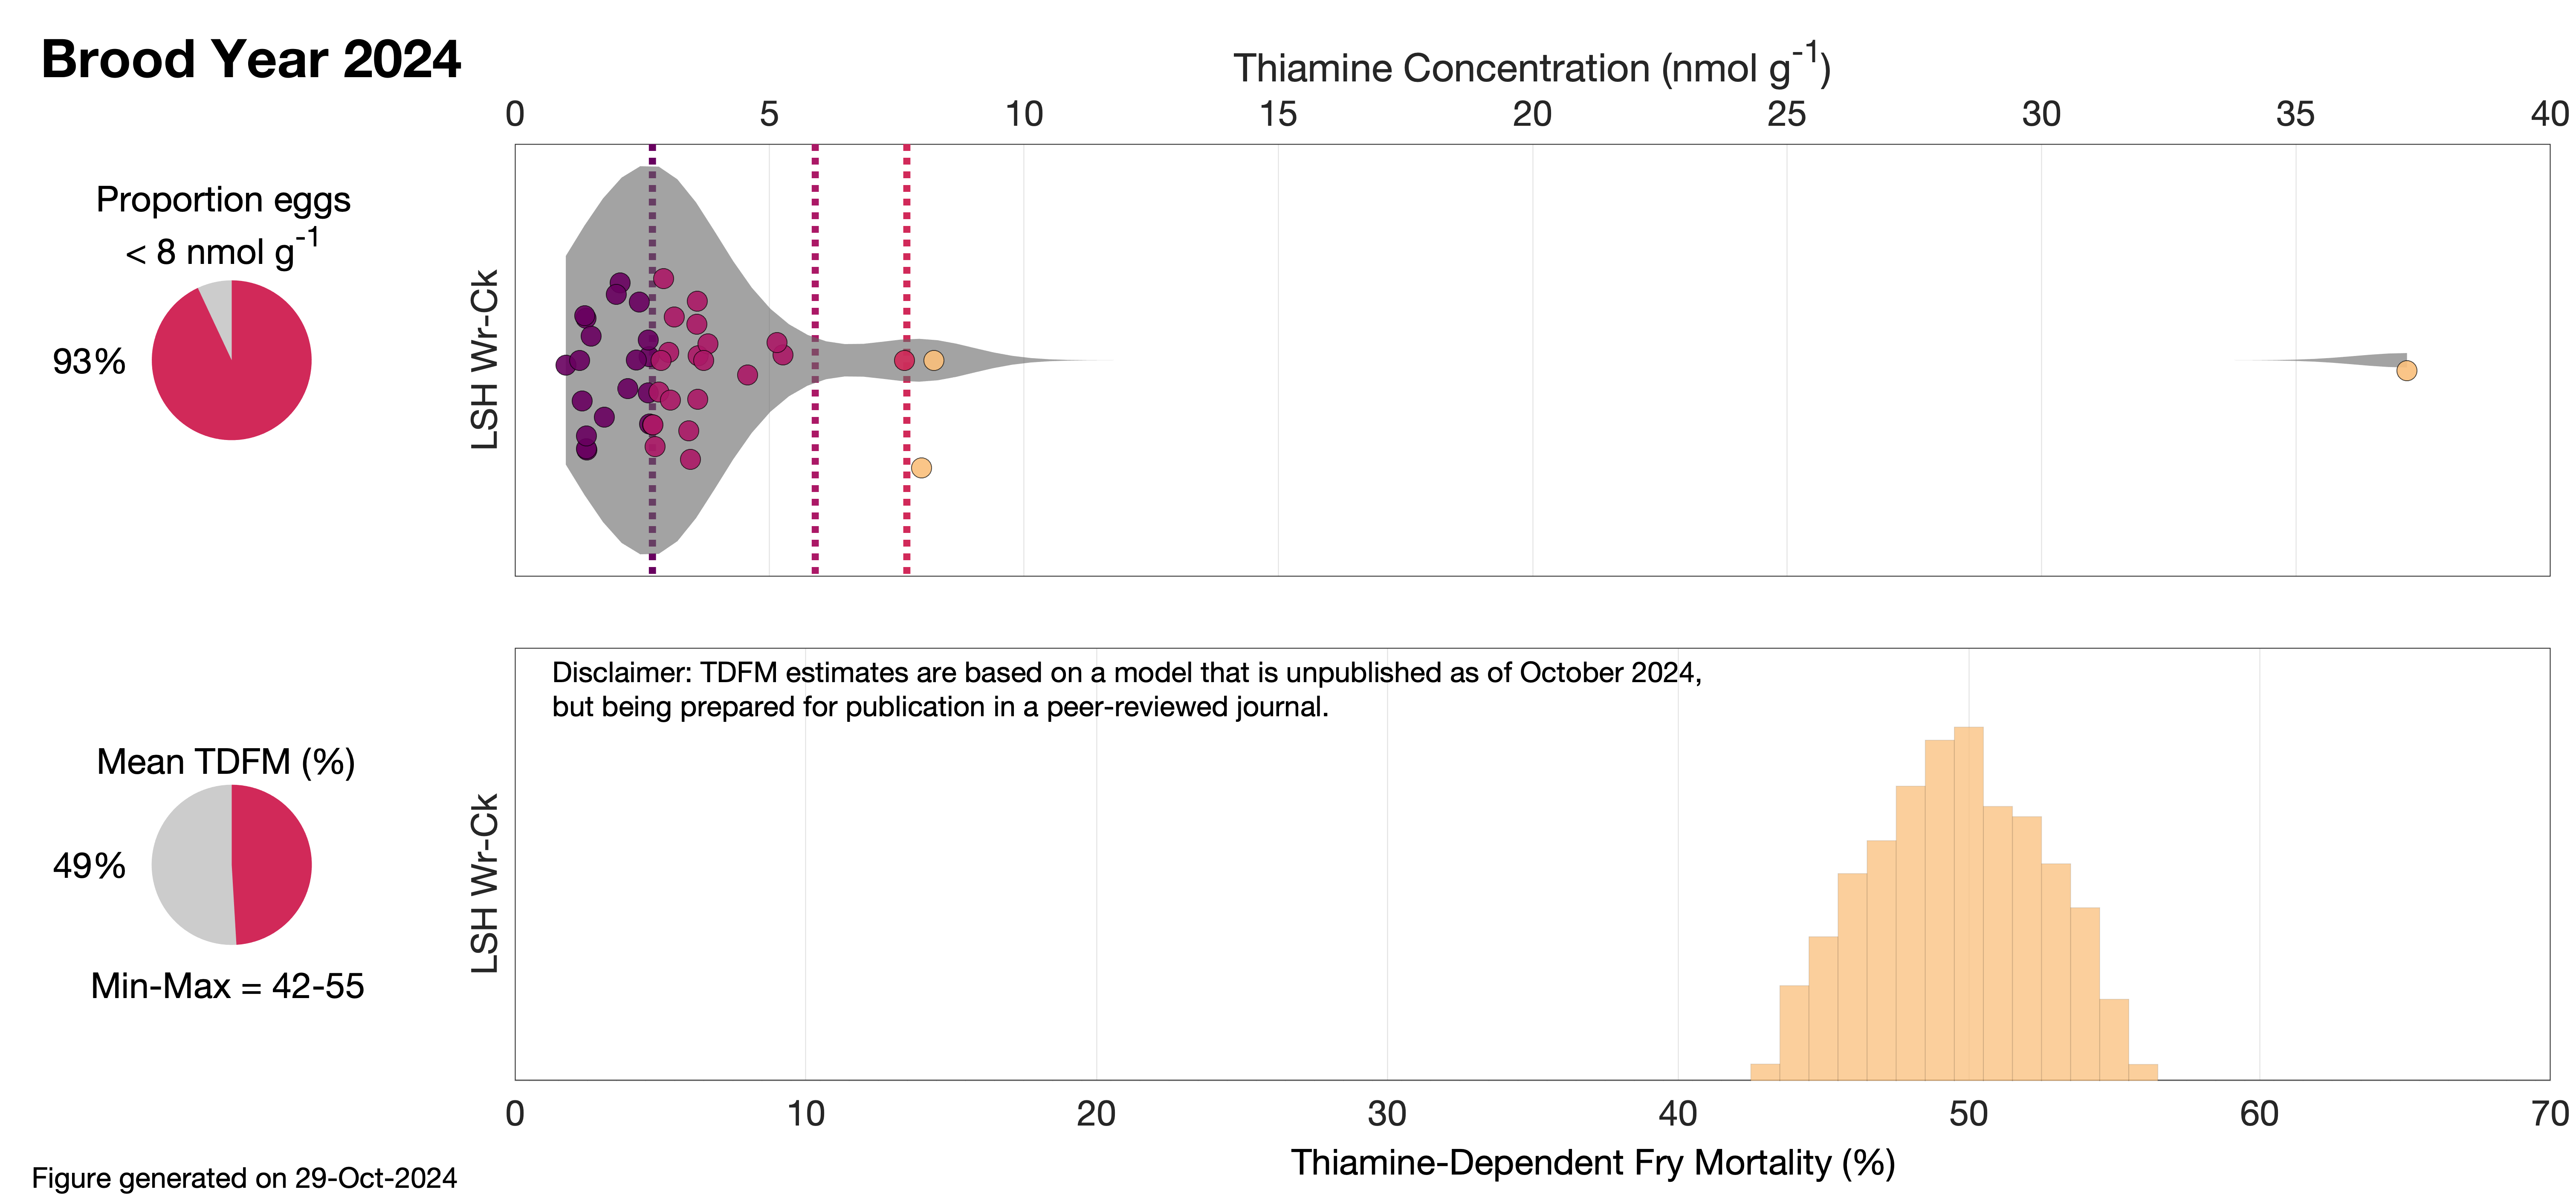 Brood Year 2024
Thiamine Concentration (nmol g-1)
0 5 10 15 20 25 30 35 40
Proportion eggs
< 8 nmol g-1
93%
LSH Wr-Ck
Disclaimer: TDFM estimates are based on a model that is unpublished as of October 2024,
but being prepared for publication in a peer-reviewed journal.
Mean TDFM (%)
49%
Min-Max = 42-55
LSH Wr-Ck
0 10 20 30 40 50 60 70
Thiamine-Dependent Fry Mortality (%)
Figure generated on 29-Oct-2024